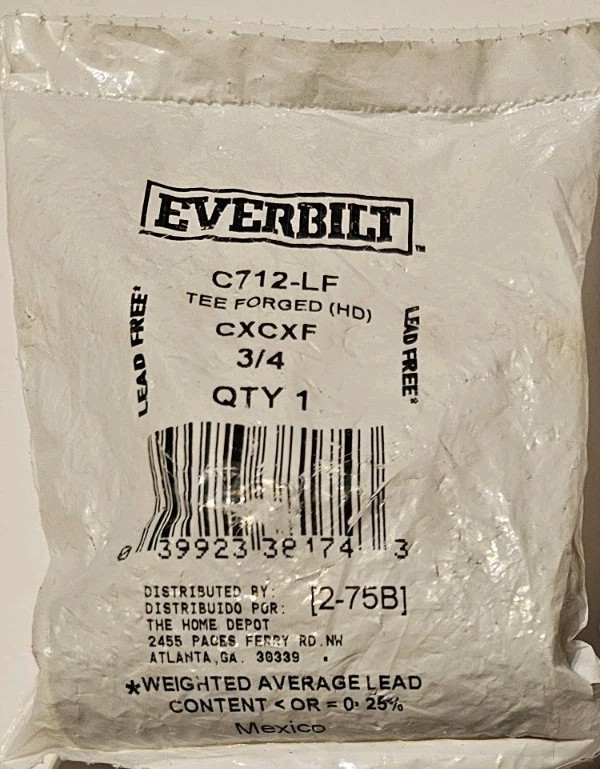 EVERBILT™
C712-LF
TEE FORGED (HD)
CXCXF
3/4
QTY 1
LEAD FREE*
LEAD FREE*
0 39923 38174 3
DISTRIBUTED BY:
DISTRIBUIDO POR:
THE HOME DEPOT
2455 PACES FERRY RD.NW
ATLANTA,GA. 30339
[2-75B]
*WEIGHTED AVERAGE LEAD
CONTENT < OR = 0.25%
Mexico